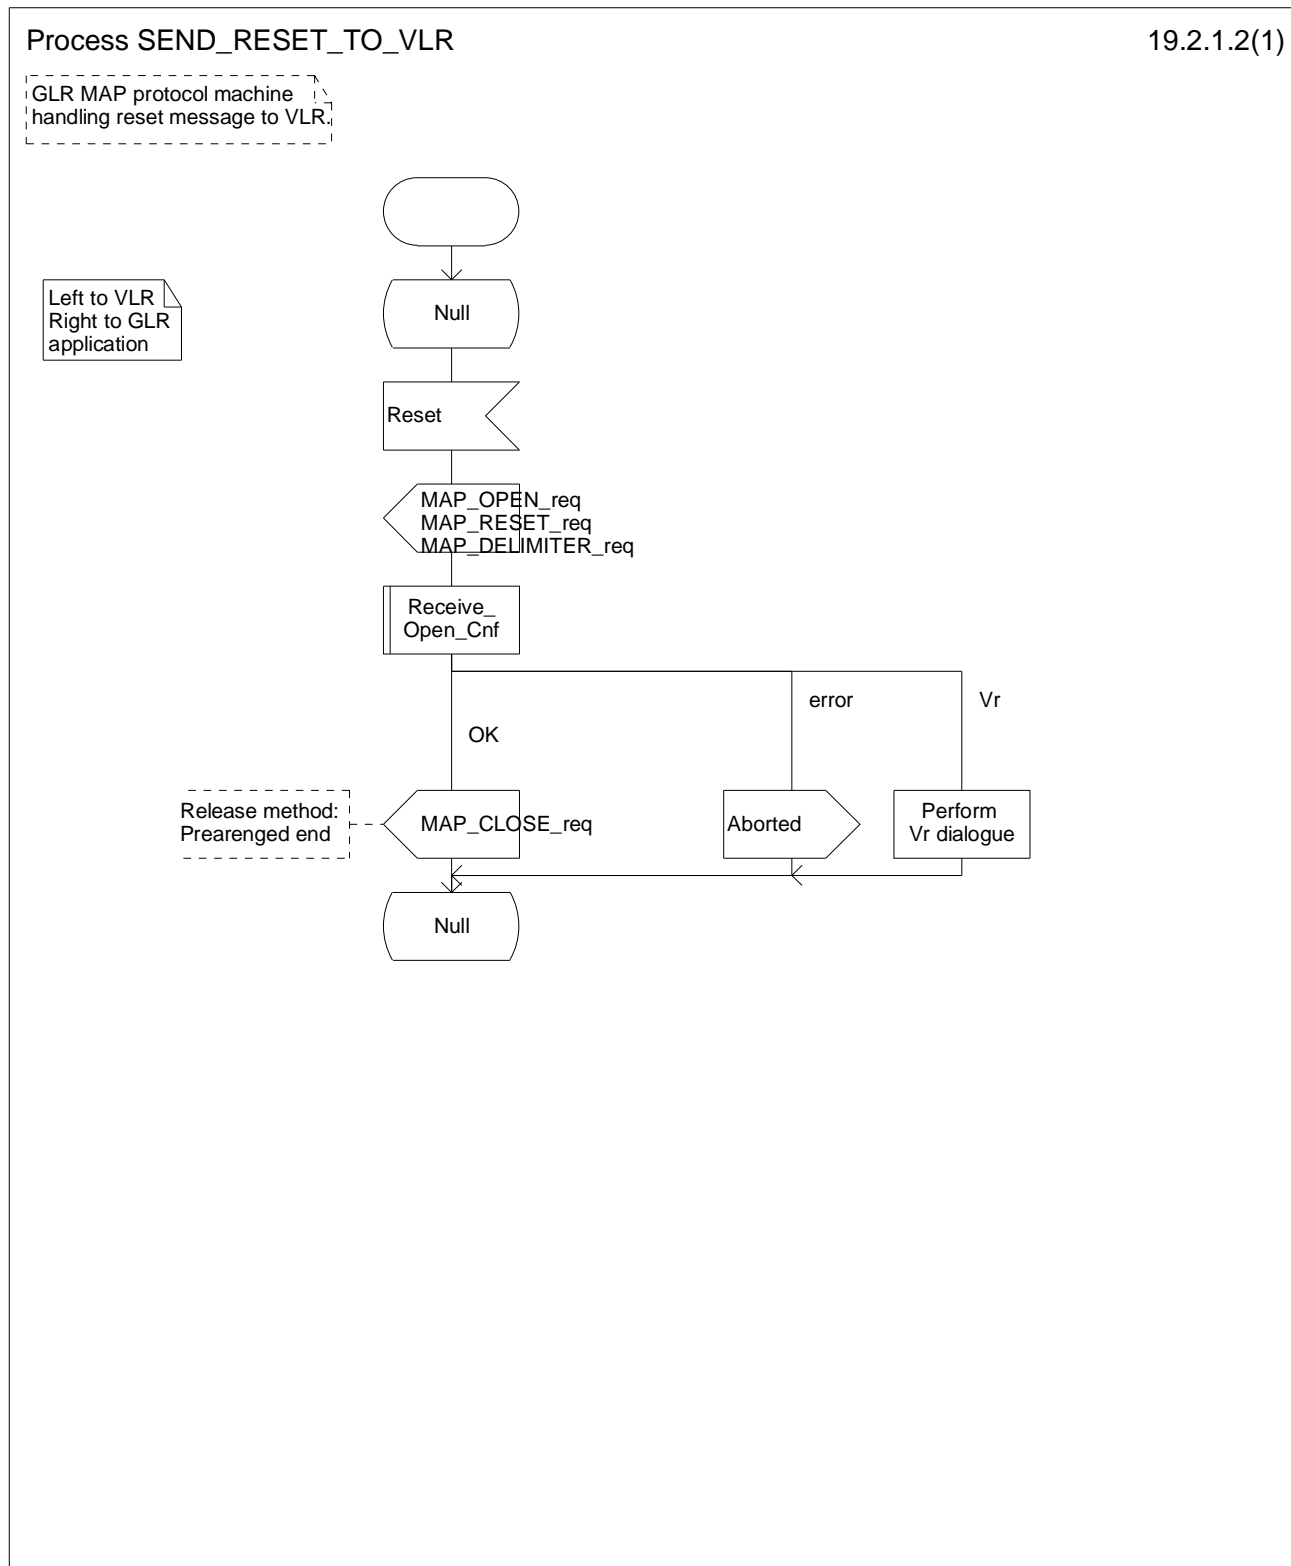 Process SEND_RESET_TO_VLR
19.2.1.2(1)
GLR MAP protocol machine
handling reset message to VLR.
Left to VLR
Right to GLR
application
Null
Reset
MAP_OPEN_req
MAP_RESET_req
MAP_DELIMITER_req
Receive_
Open_Cnf
error
Vr
OK
Release method:
Prearenged end
MAP_CLOSE_req
Aborted
Perform
Vr dialogue
Null